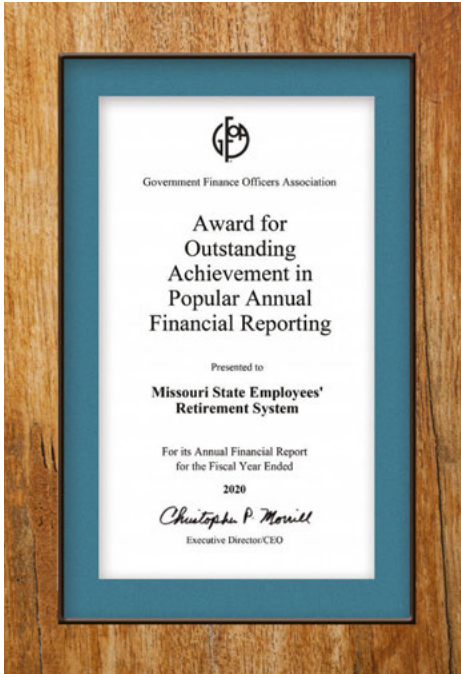 GFOA
Government Finance Officers Association
Award for
Outstanding
Achievement in
Popular Annual
Financial Reporting
Presented to
Missouri State Employees'
Retirement System
For its Annual Financial Report
for the Fiscal Year Ended
2020
Christopher P. Morrill
Executive Director/CEO